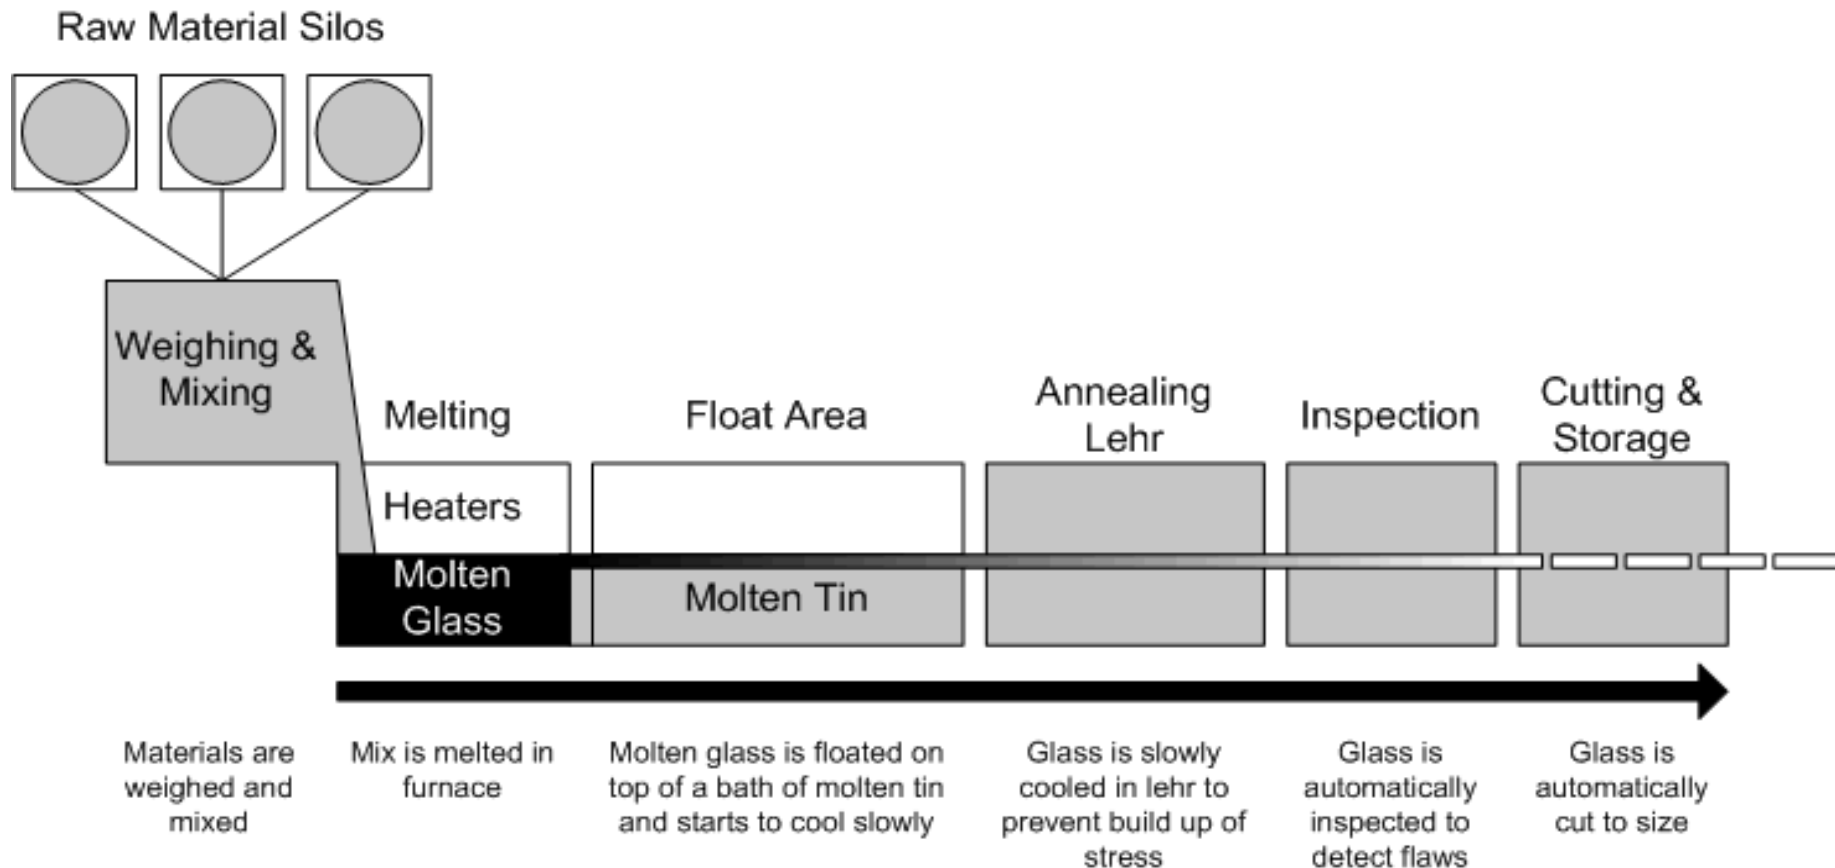 Raw Material Silos
Weighing &
Mixing
Melting
Heaters
Molten
Glass
Float Area
Molten Tin
Annealing
Lehr
Inspection
Cutting &
Storage
Materials are
weighed and
mixed
Mix is melted in
furnace
Molten glass is floated on
top of a bath of molten tin
and starts to cool slowly
Glass is slowly
cooled in lehr to
prevent build up of
stress
Glass is
automatically
inspected to
detect flaws
Glass is
automatically
cut to size